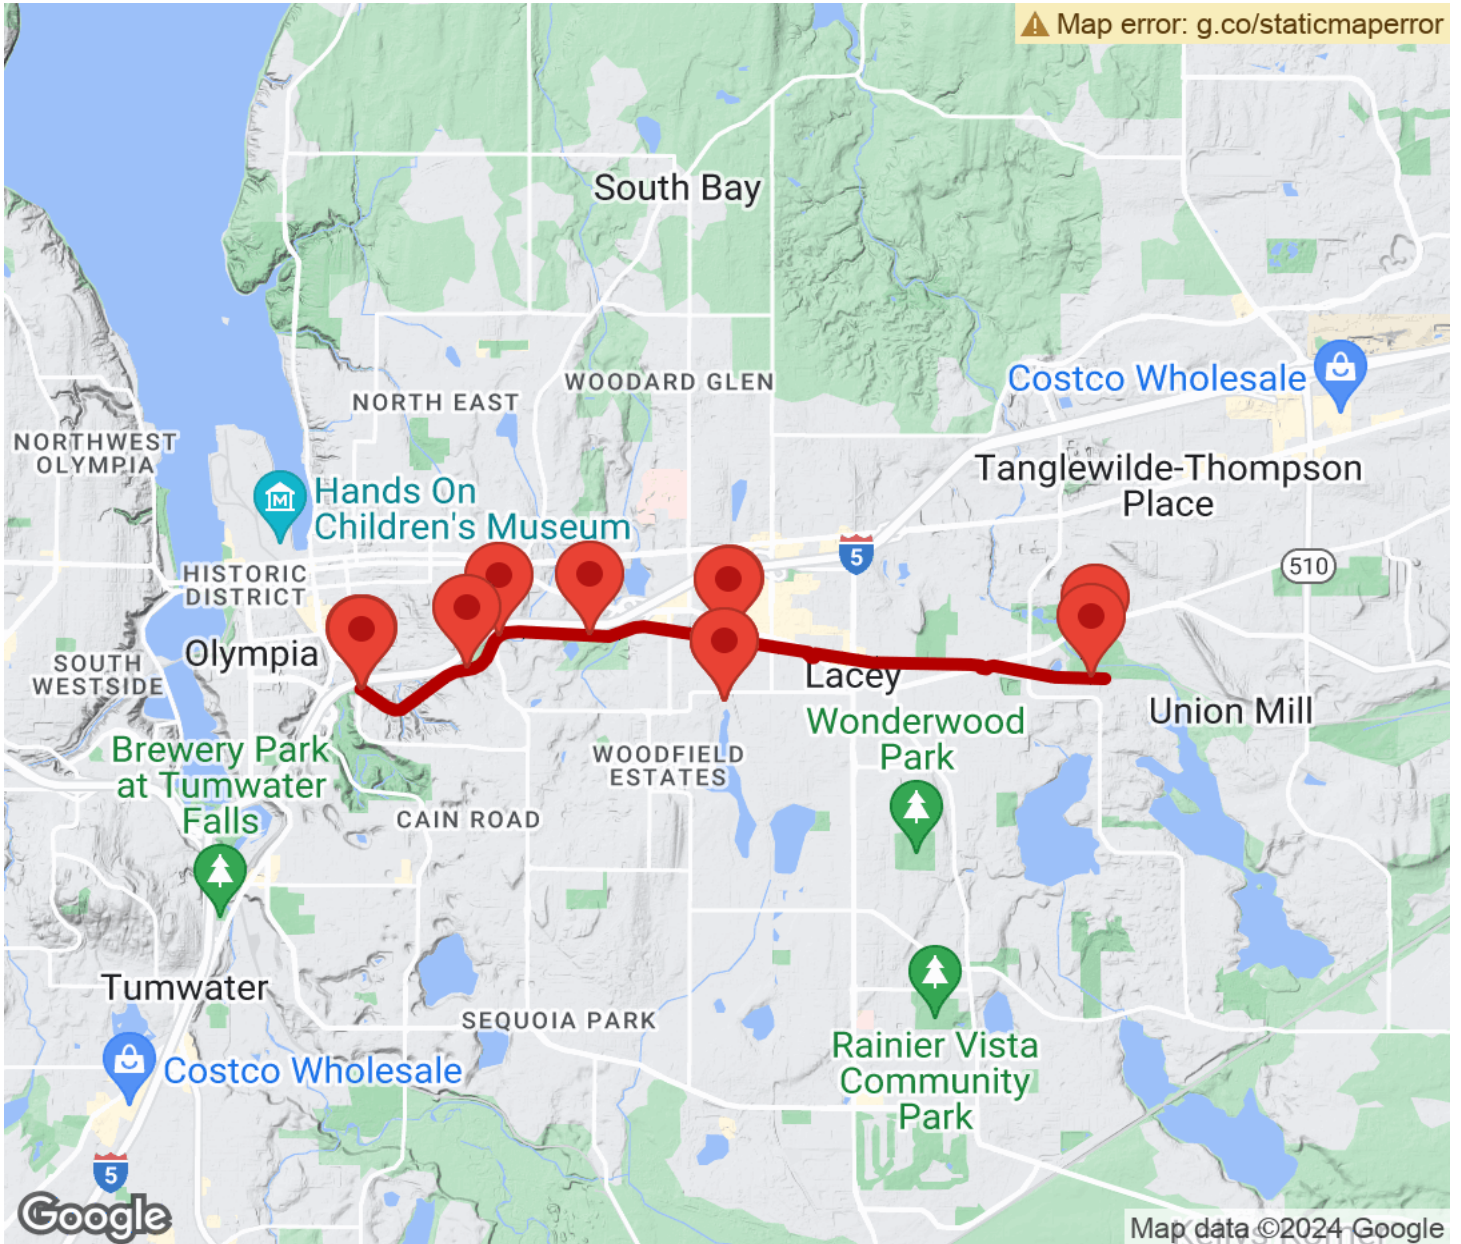 Map error: g.co/staticmaperror
South Bay
WOODARD GLEN
Costco Wholesale
NORTH EAST
NORTHWEST
OLYMPIA
Tanglewilde-Thompson
Place
Hands On
Children's Museum
M
5
510
HISTORIC
DISTRICT
Olympia
SOUTH
WESTSIDE
Lacey
Union Mill
Wonderwood
Park
Brewery Park
at Tumwater
Falls
WOODFIELD
ESTATES
CAIN ROAD
Tumwater
SEQUOIA PARK
Costco Wholesale
Rainier Vista
Community
Park
5
Google
Map data ©2024 Google